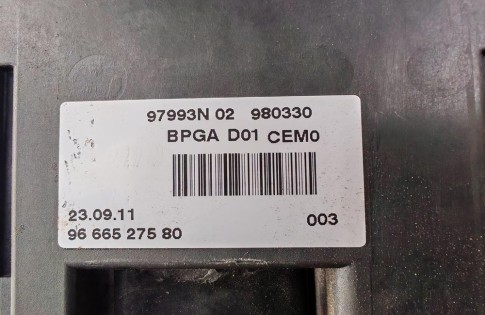 97993N 02 980330
BPGA D01 CEM0
23.09.11 003
96 665 275 80